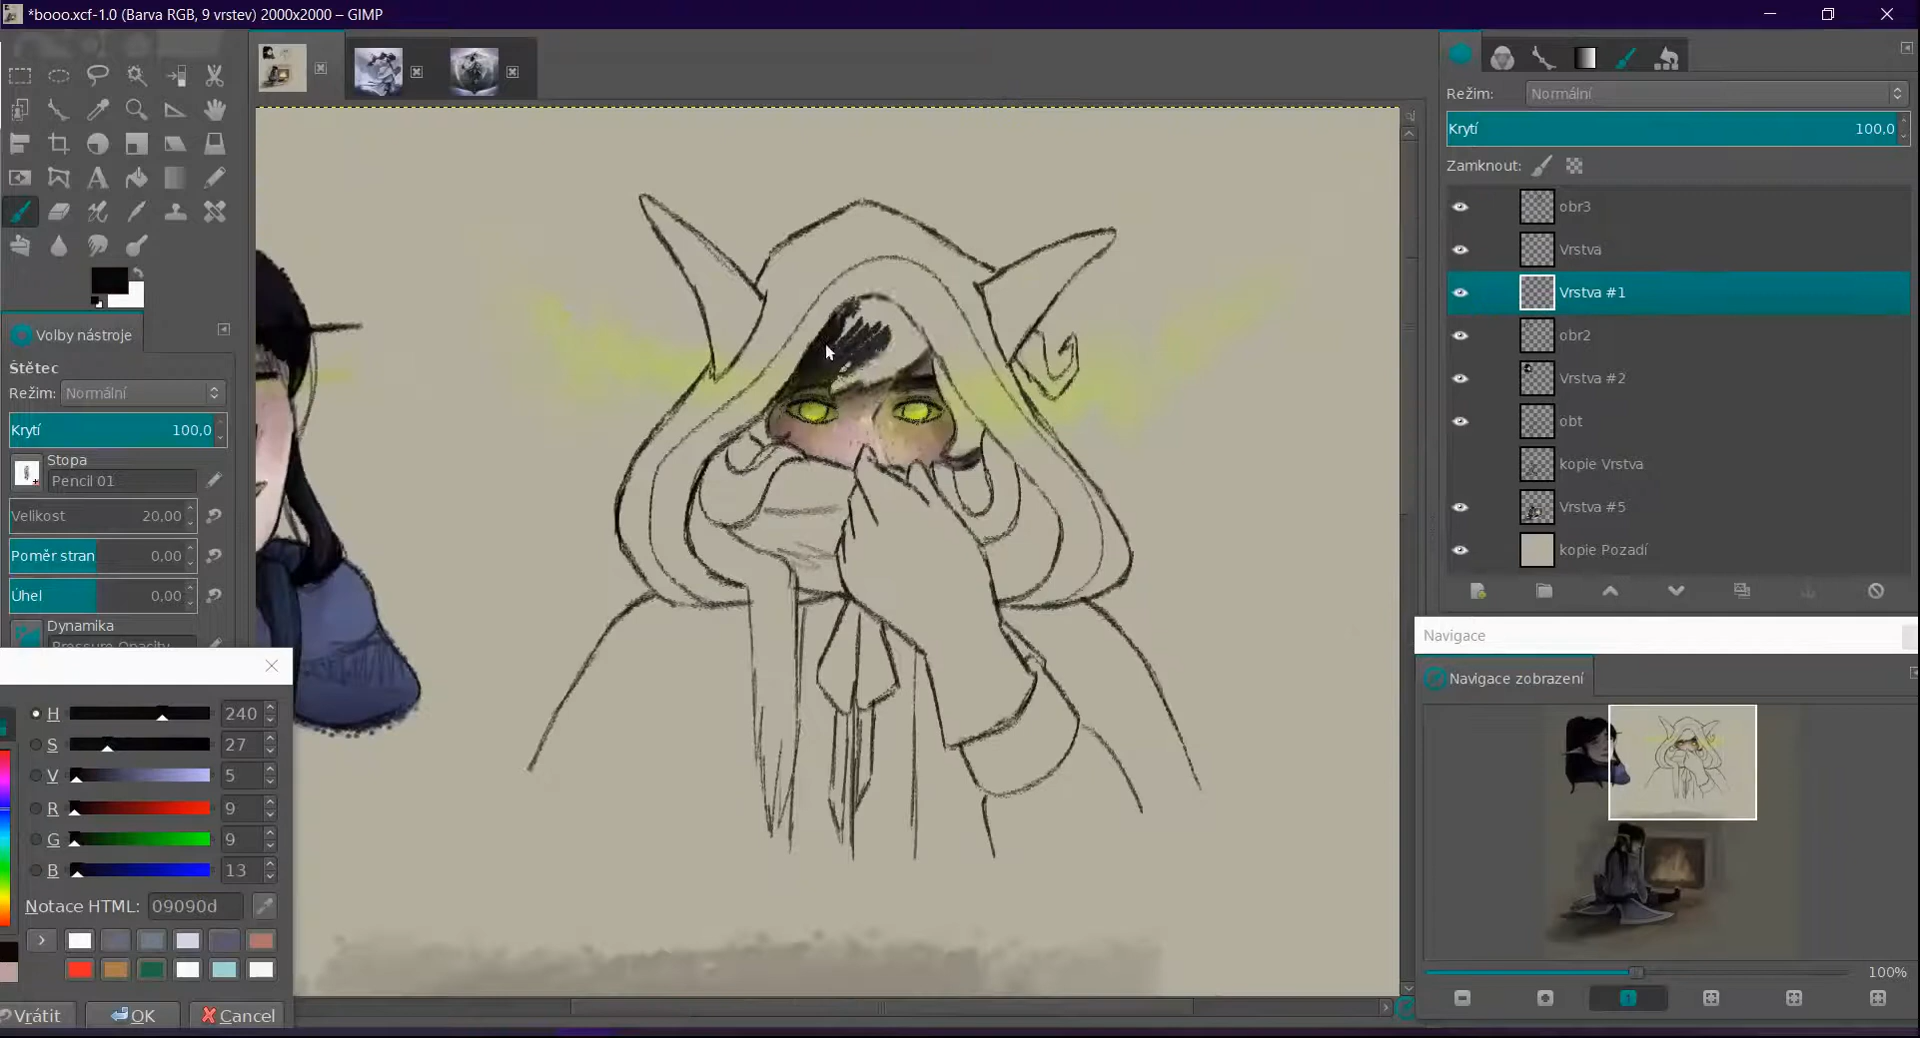 *booo.xcf-1.0 (Barva RGB, 9 vrstev) 2000x2000 – GIMP
Režim: Normální
Krytí 100,0
Zamknout:
obr3
Vrstva
Vrstva #1
obr2
Vrstva #2
obt
kopie Vrstva
Vrstva #5
kopie Pozadí
Volby nástroje
Štětec
Režim: Normální
Krytí 100,0
Stopa
Pencil 01
Velikost 20,00
Poměr stran 0,00
Úhel 0,00
Dynamika
Pressure Opacity
H 240
S 27
V 5
R 9
G 9
B 13
Notace HTML: 09090d
Vrátit OK Cancel
Navigace
Navigace zobrazení
100%